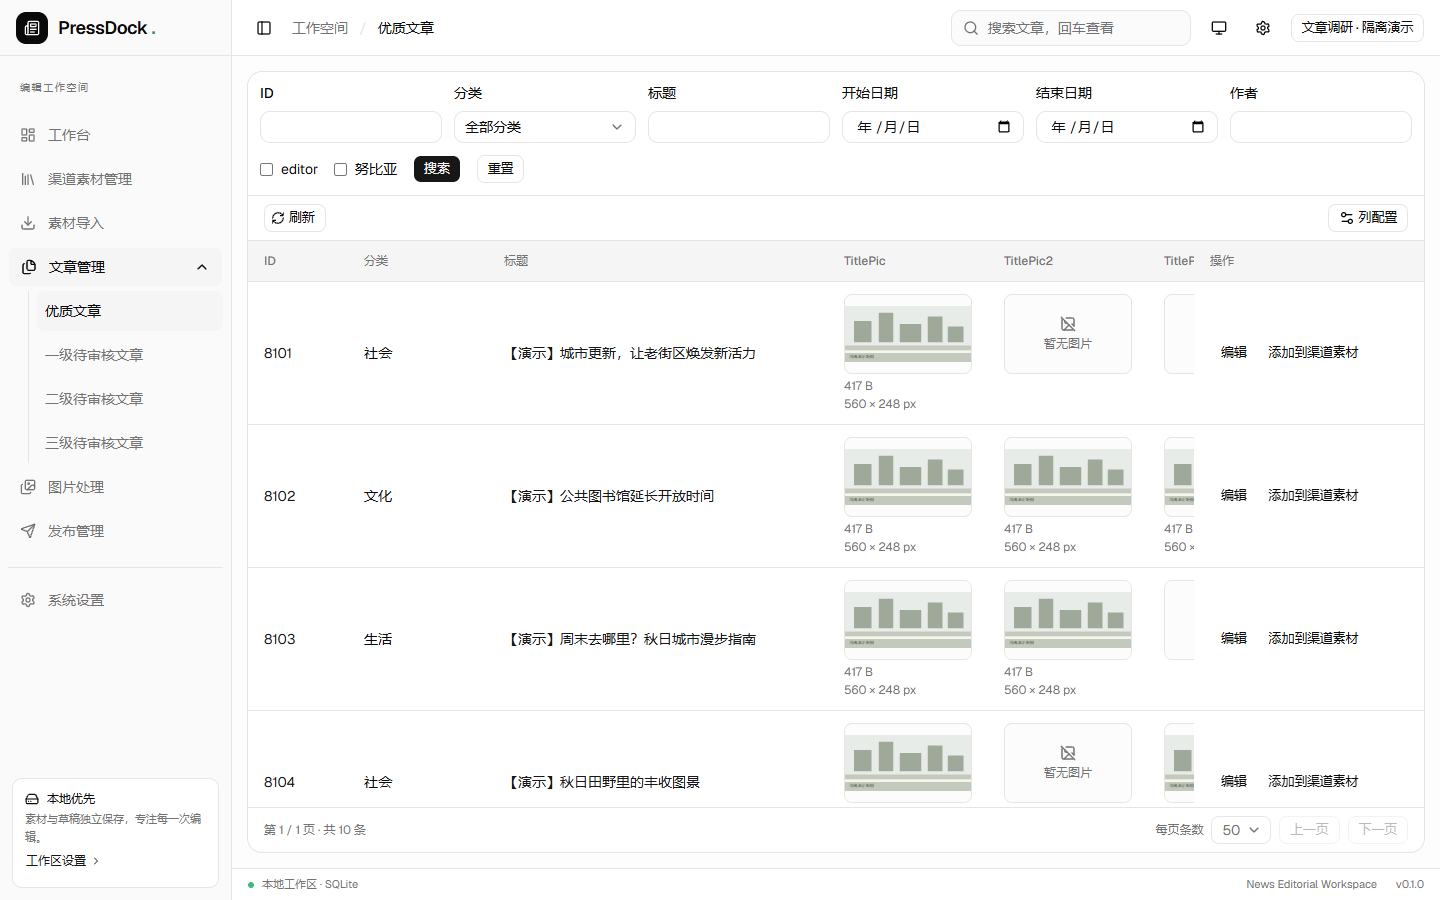 PressDock.
工作空间 / 优质文章
搜索文章，回车查看
文章调研 · 隔离演示
编辑工作空间
工作台
渠道素材管理
素材导入
文章管理
优质文章
一级待审核文章
二级待审核文章
三级待审核文章
图片处理
发布管理
系统设置
本地优先
素材与草稿独立保存，专注每一次编
辑。
工作区设置
ID 分类 标题 开始日期 结束日期 作者
全部分类 年 /月/日 年 /月/日
editor 努比亚 搜索 重置
刷新 列配置
ID 分类 标题 TitlePic TitlePic2 TitleP 操作
8101 社会 【演示】城市更新，让老街区焕发新活力 暂无图片 编辑 添加到渠道素材
417 B
560 × 248 px
8102 文化 【演示】公共图书馆延长开放时间 编辑 添加到渠道素材
417 B 417 B 417 B
560 × 248 px 560 × 248 px 560 ×
8103 生活 【演示】周末去哪里？秋日城市漫步指南 编辑 添加到渠道素材
417 B 417 B
560 × 248 px 560 × 248 px
8104 社会 【演示】秋日田野里的丰收图景 暂无图片 编辑 添加到渠道素材
第 1 / 1 页 · 共 10 条 每页条数 50 上一页 下一页
本地工作区 · SQLite News Editorial Workspace v0.1.0